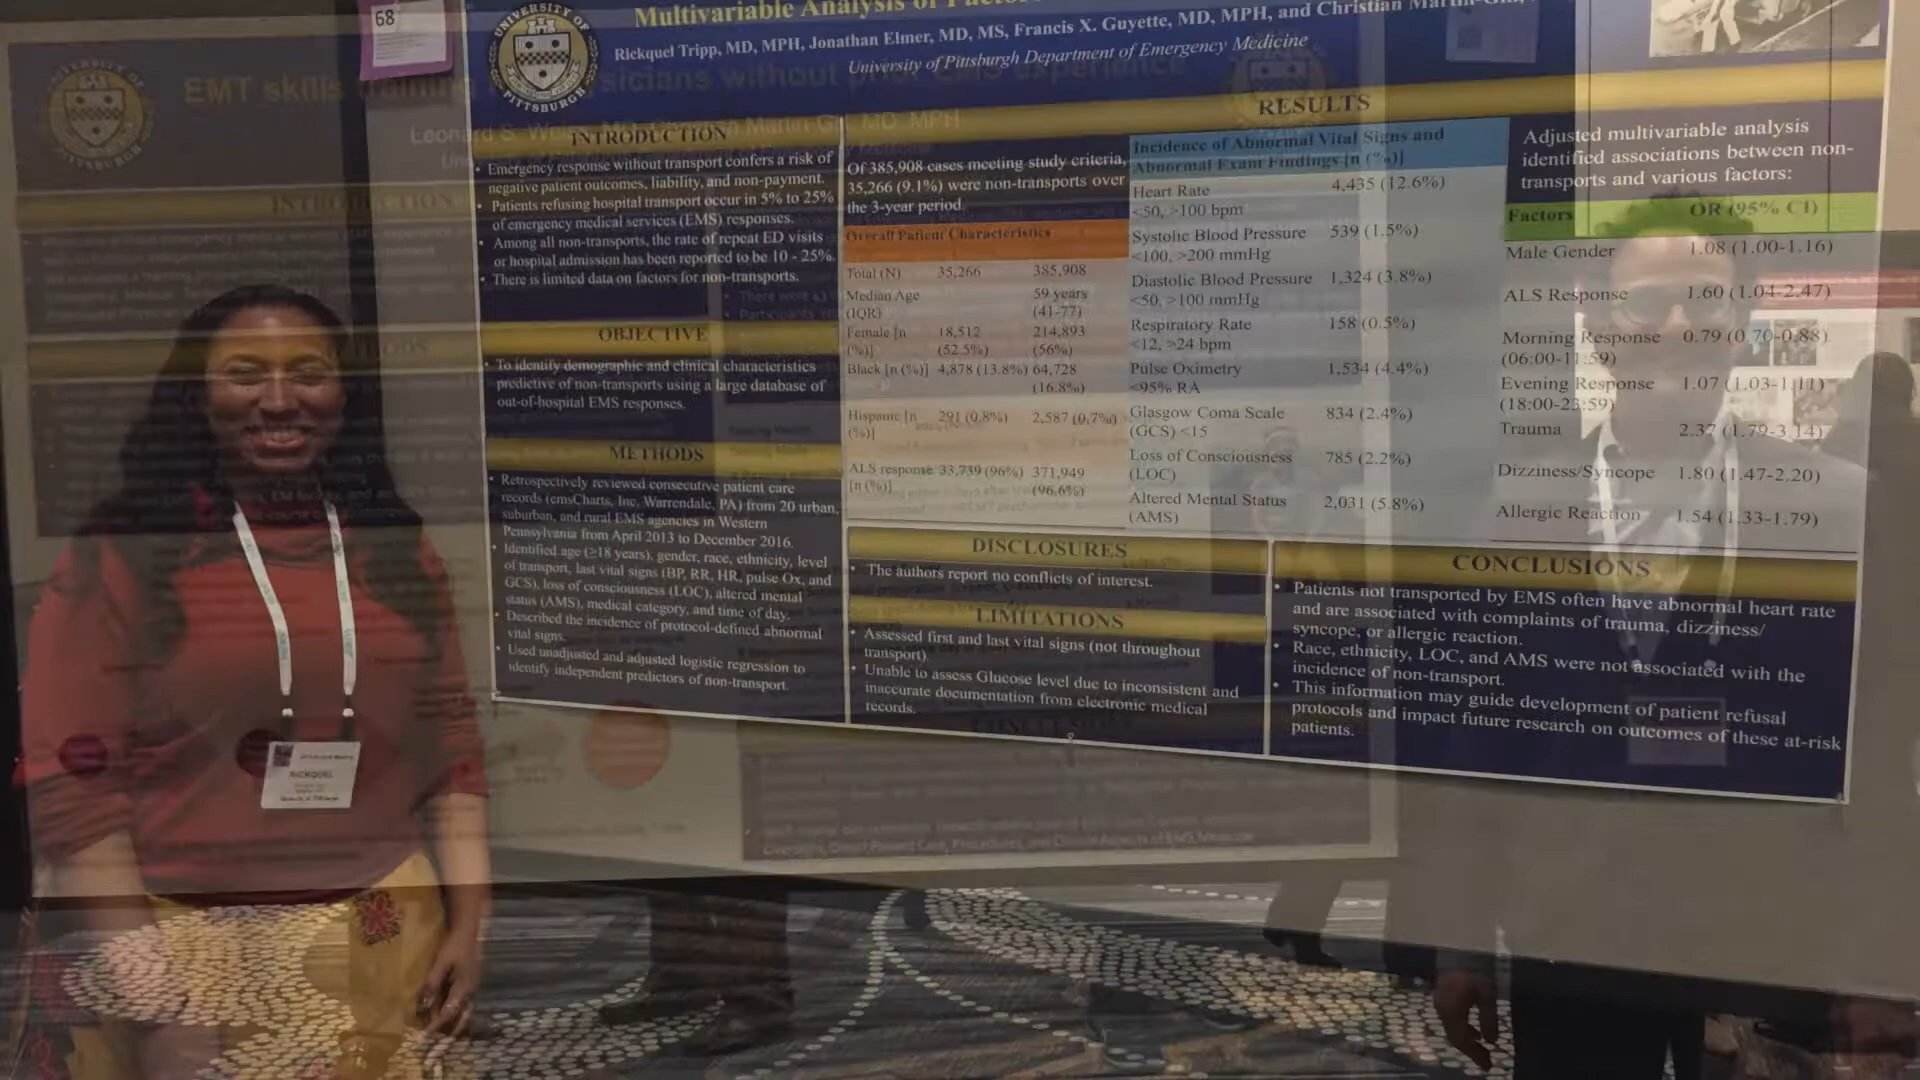 68
UNIVERSITY OF
PITTSBURGH
Multivariable Analysis of
Rickquel Tripp, MD, MPH, Jonathan Elmer, MD, MS, Francis X. Guyette, MD, MPH, and Christian
University of Pittsburgh Department of Emergency Medicine
EMT skills training
sicians without
Leonard S.
INTRODUCTION
• Emergency response without transport confers a risk of
negative patient outcomes, liability, and non-payment.
• Patients refusing hospital transport occur in 5% to 25%
of emergency medical services (EMS) responses.
• Among all non-transports, the rate of repeat ED visits
or hospital admission has been reported to be 10 - 25%.
• There is limited data on factors for non-transports.
OBJECTIVE
• To identify demographic and clinical characteristics
predictive of non-transports using a large database of
out-of-hospital EMS responses.
METHODS
• Retrospectively reviewed consecutive patient care
records (emsCharts, Inc. Warrendale, PA) from 20 urban,
suburban, and rural EMS agencies in Western
Pennsylvania from April 2013 to December 2016.
• Identified age (≥18 years), gender, race, ethnicity, level
of transport, last vital signs (BP, RR, HR, pulse Ox, and
GCS), loss of consciousness (LOC), altered mental
status (AMS), medical category, and time of day.
• Described the incidence of protocol-defined abnormal
vital signs.
• Used unadjusted and adjusted logistic regression to
identify independent predictors of non-transport.
RESULTS
Of 385,908 cases meeting study criteria,
35,266 (9.1%) were non-transports over
the 3-year period.
Overall Patient Characteristics
Total (N) 35,266 385,908
Median Age 59 years
(IQR) (41-77)
Female [n 18,512 214,893
(%)] (52.5%) (56%)
Black [n (%)] 4,878 (13.8%) 64,728
(16.8%)
Hispanic [n 291 (0.8%) 2,587 (0.7%)
(%)]
ALS response 33,739 (96%) 371,949
[n (%)] (96.6%)
Incidence of Abnormal Vital Signs and
Abnormal Exam Findings [n (%)]
Heart Rate 4,435 (12.6%)
<50, >100 bpm
Systolic Blood Pressure 539 (1.5%)
<100, >200 mmHg
Diastolic Blood Pressure 1,324 (3.8%)
<50, >100 mmHg
Respiratory Rate 158 (0.5%)
<12, >24 bpm
Pulse Oximetry 1,534 (4.4%)
<95% RA
Glasgow Coma Scale 834 (2.4%)
(GCS) <15
Loss of Consciousness 785 (2.2%)
(LOC)
Altered Mental Status 2,031 (5.8%)
(AMS)
Adjusted multivariable analysis
identified associations between non-
transports and various factors:
Factors OR (95% CI)
Male Gender 1.08 (1.00-1.16)
ALS Response 1.60 (1.04-2.47)
Morning Response 0.79 (0.70-0.88)
(06:00-11:59)
Evening Response 1.07 (1.03-1.11)
(18:00-23:59)
Trauma 2.37 (1.79-3.14)
Dizziness/Syncope 1.80 (1.47-2.20)
Allergic Reaction 1.54 (1.33-1.79)
DISCLOSURES
• The authors report no conflicts of interest.
LIMITATIONS
• Assessed first and last vital signs (not throughout
transport).
• Unable to assess Glucose level due to inconsistent and
inaccurate documentation from electronic medical
records.
CONCLUSIONS
• Patients not transported by EMS often have abnormal heart rate
and are associated with complaints of trauma, dizziness/
syncope, or allergic reaction.
• Race, ethnicity, LOC, and AMS were not associated with the
incidence of non-transport.
• This information may guide development of patient refusal
protocols and impact future research on outcomes of these at-risk
patients.
RICKQUEL